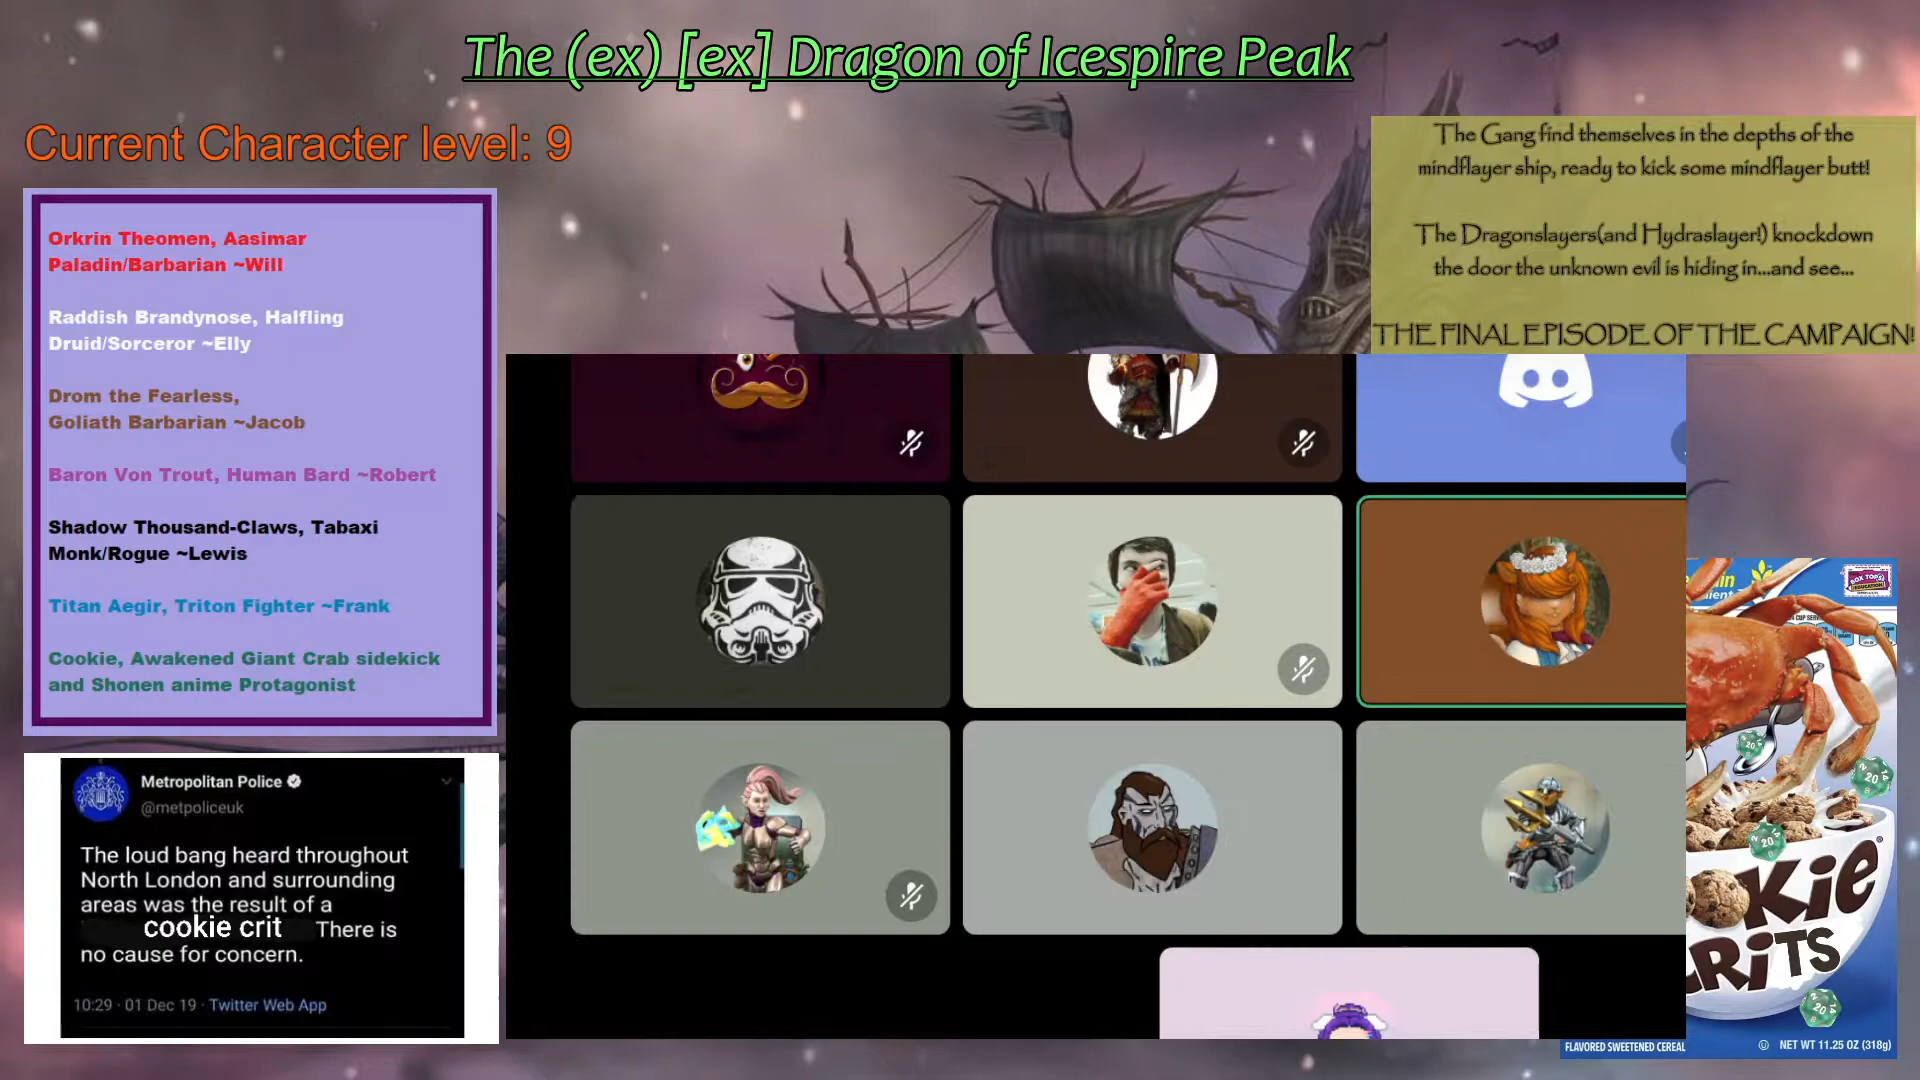 The (ex) [ex] Dragon of Icespire Peak
Current Character level: 9
The Gang find themselves in the depths of the
mindflayer ship, ready to kick some mindflayer butt!
The Dragonslayers(and Hydraslayer!) knockdown
the door the unknown evil is hiding in...and see...
THE FINAL EPISODE OF THE CAMPAIGN!
Orkrin Theomen, Aasimar
Paladin/Barbarian ~Will
Raddish Brandynose, Halfling
Druid/Sorceror ~Elly
Drom the Fearless,
Goliath Barbarian ~Jacob
Baron Von Trout, Human Bard ~Robert
Shadow Thousand-Claws, Tabaxi
Monk/Rogue ~Lewis
Titan Aegir, Triton Fighter ~Frank
Cookie, Awakened Giant Crab sidekick
and Shonen anime Protagonist
Metropolitan Police
@metpoliceuk
The loud bang heard throughout
North London and surrounding
areas was the result of a
cookie crit There is
no cause for concern.
10:29 · 01 Dec 19 · Twitter Web App
BOX TOPS
EDUCATION
20
20
20
Kie
RiTS
FLAVORED SWEETENED CEREAL
NET WT 11.25 OZ (318g)